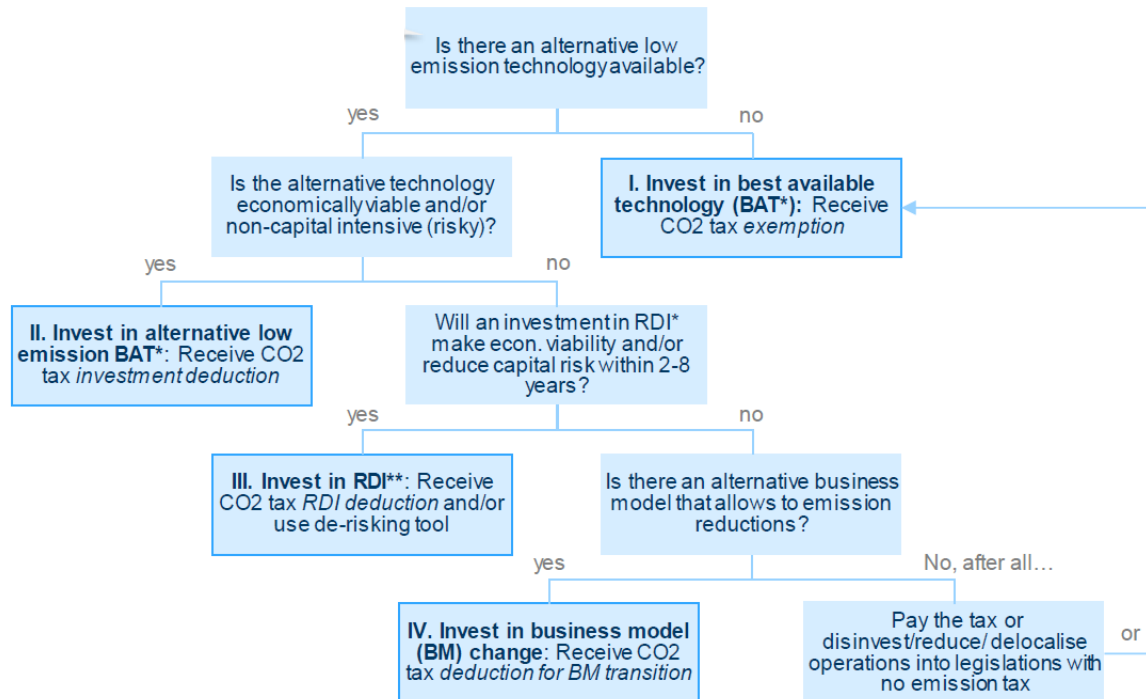 Is there an alternative low
emission technology available?
yes
no
Is the alternative technology
economically viable and/or
non-capital intensive (risky)?
I. Invest in best available
technology (BAT*): Receive
CO2 tax exemption
yes
no
II. Invest in alternative low
emission BAT*: Receive CO2
tax investment deduction
Will an investment in RDI*
make econ. viability and/or
reduce capital risk within 2-8
years?
yes
no
III. Invest in RDI**: Receive
CO2 tax RDI deduction and/or
use de-risking tool
Is there an alternative business
model that allows to emission
reductions?
yes
No, after all…
IV. Invest in business model
(BM) change: Receive CO2
tax deduction for BM transition
Pay the tax or
disinvest/reduce/ delocalise
operations into legislations with
no emission tax
or